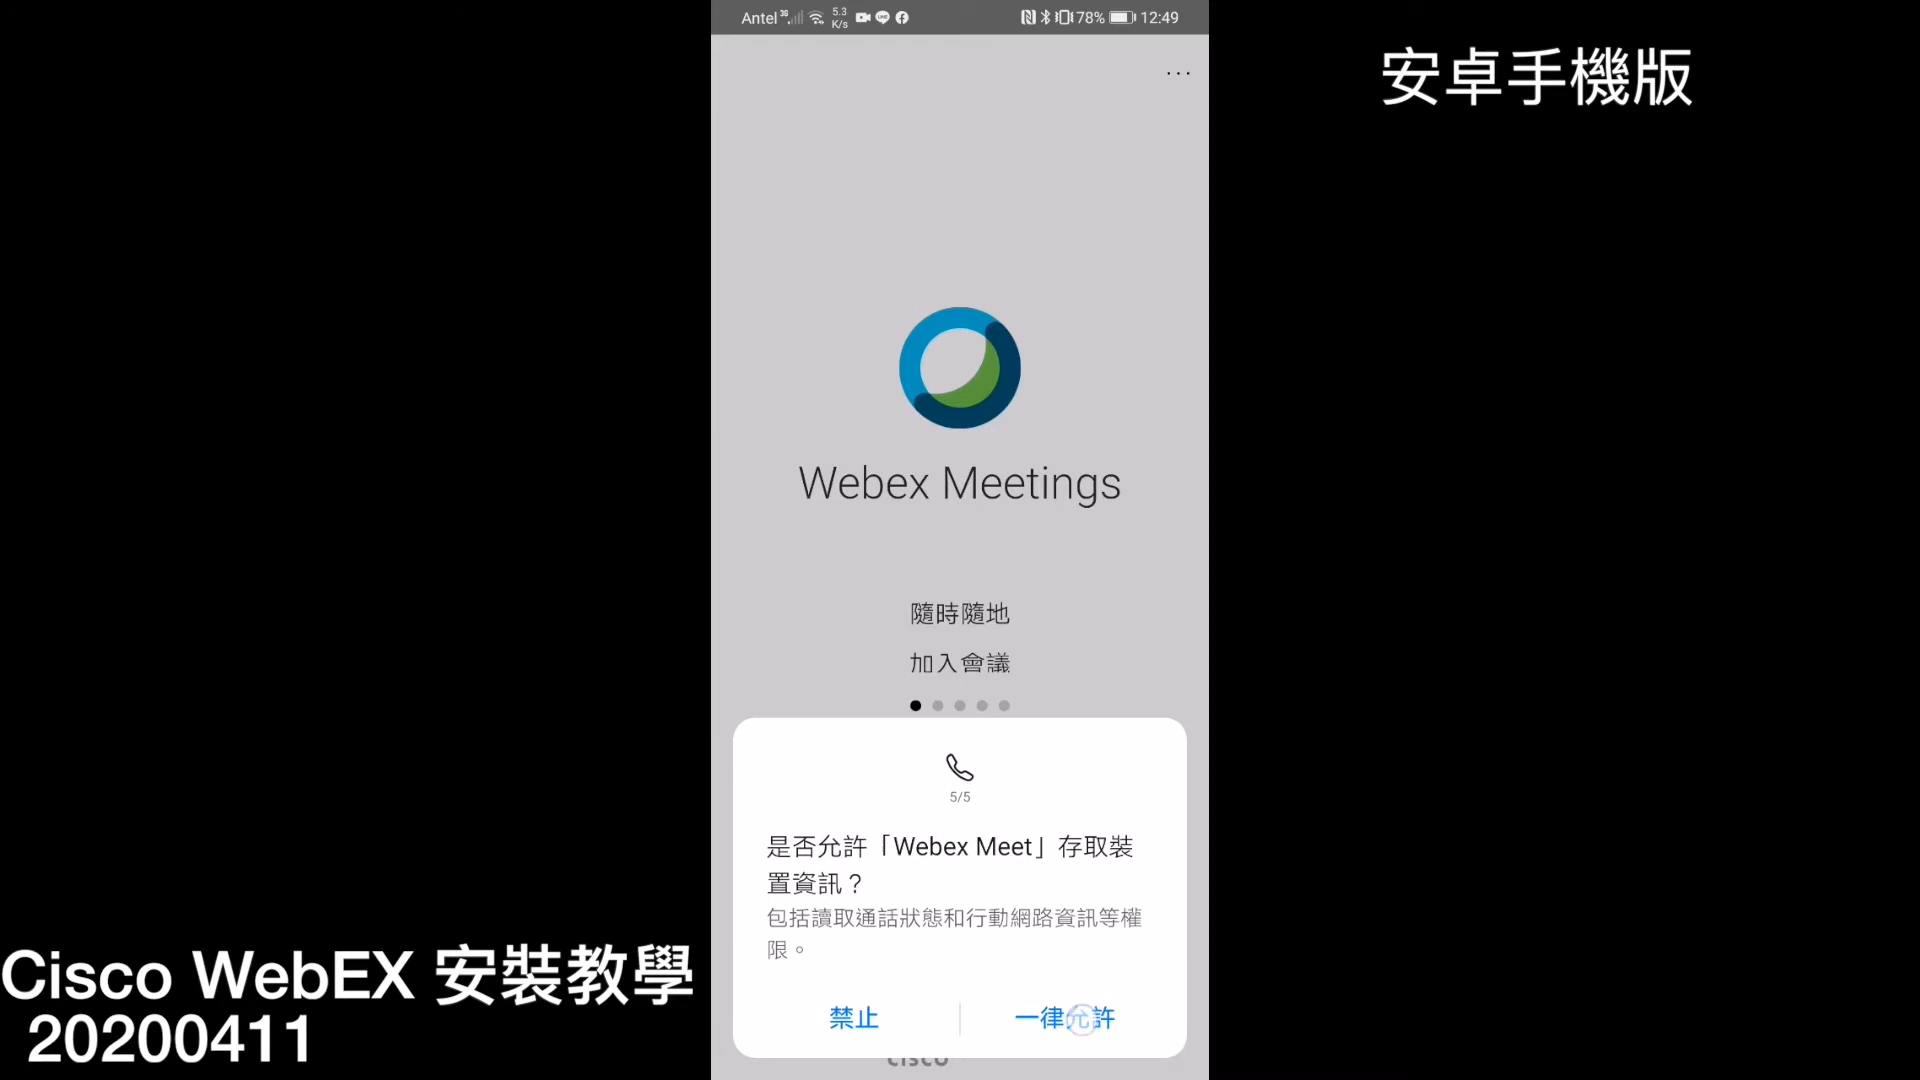 Antel 3G 5.3 K/s 78% 12:49
安卓手機版
...
Webex Meetings
隨時隨地
加入會議
5/5
是否允許「Webex Meet」存取裝
置資訊？
包括讀取通話狀態和行動網路資訊等權
限。
禁止 一律允許
cisco
Cisco WebEX 安裝教學
20200411